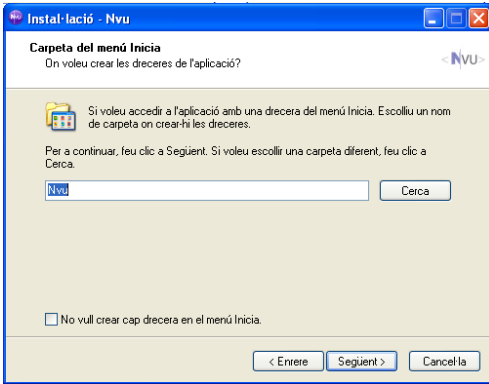 Instal·lació - Nvu
Carpeta del menú Inicia
On voleu crear les dreceres de l'aplicació?
<NVU>
Si voleu accedir a l'aplicació amb una drecera del menú Inicia. Escolliu un nom
de carpeta on crear-hi les dreceres.
Per a continuar, feu clic a Següent. Si voleu escollir una carpeta diferent, feu clic a
Cerca.
Nvu
Cerca
No vull crear cap drecera en el menú Inicia.
< Enrere
Següent >
Cancel·la